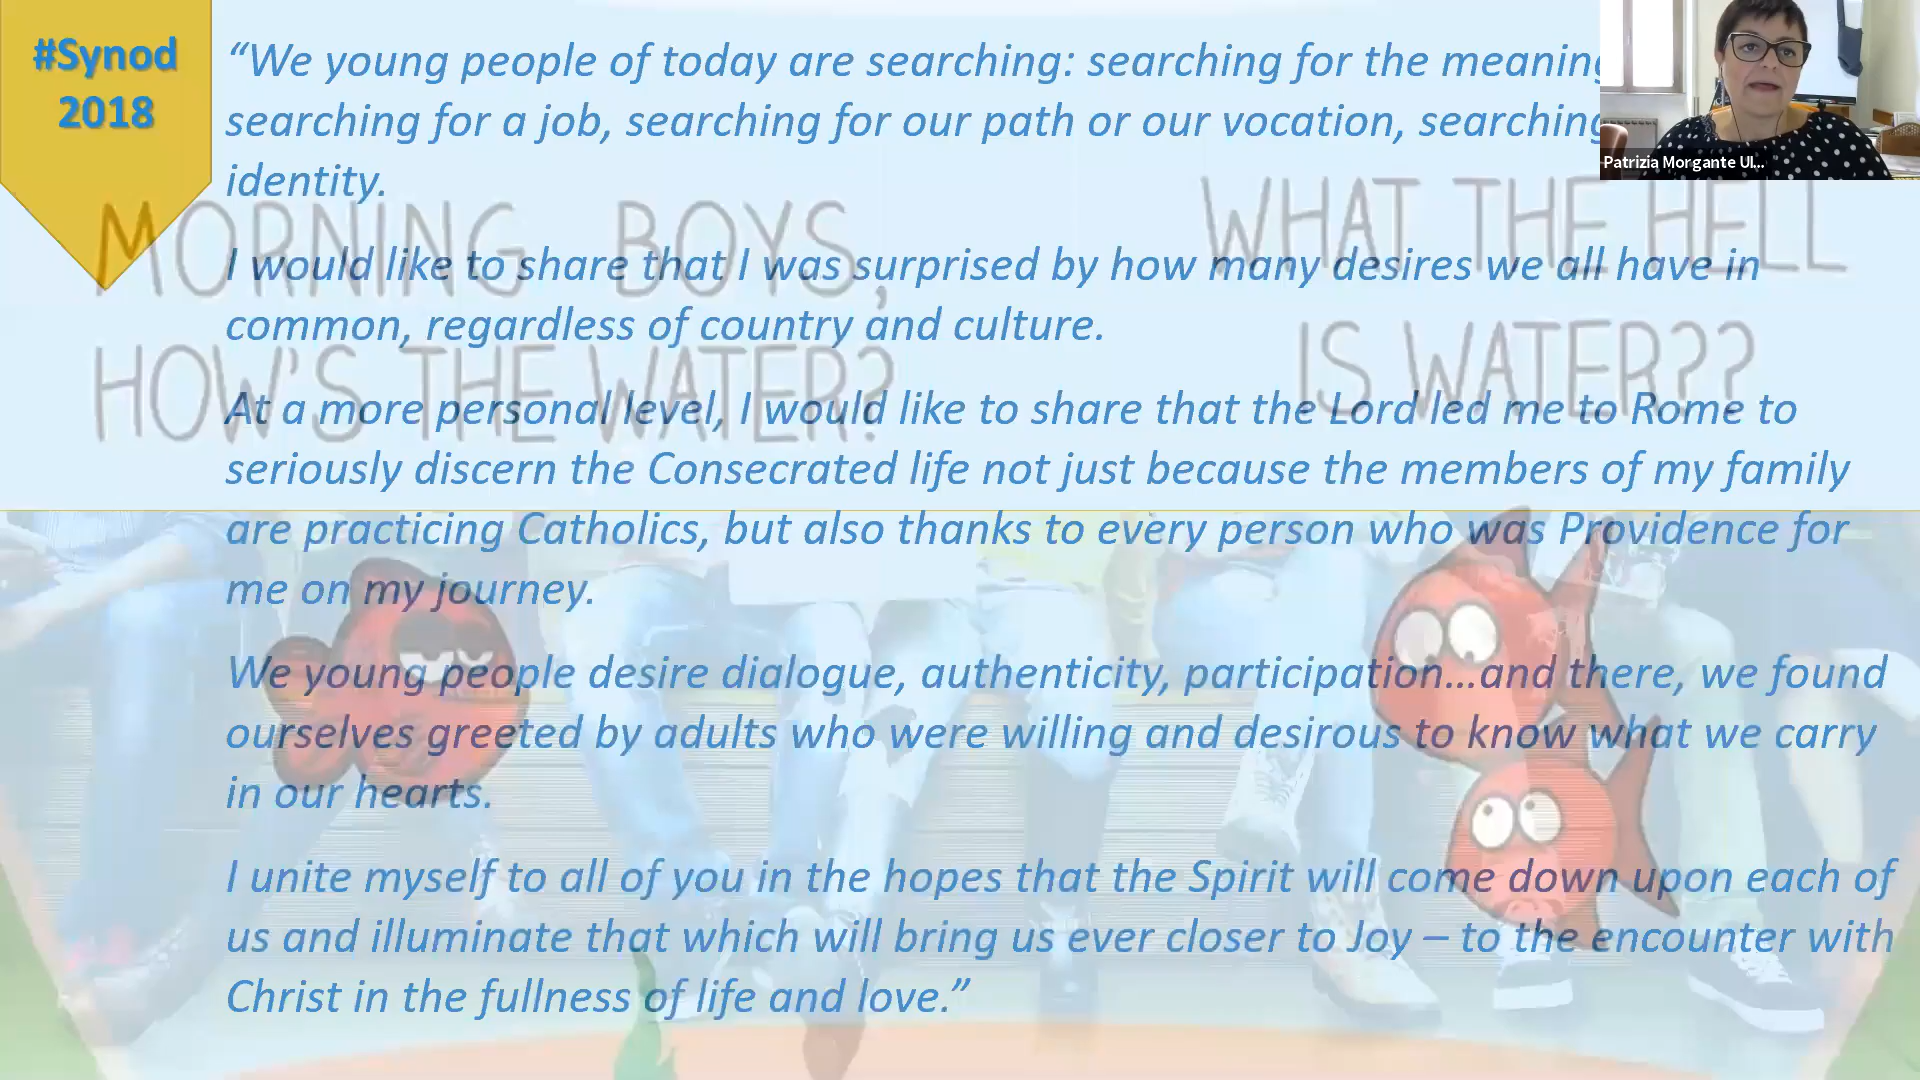 #Synod
2018
“We young people of today are searching: searching for the meaning
searching for a job, searching for our path or our vocation, searching
identity.
I would like to share that I was surprised by how many desires we all have in
common, regardless of country and culture.
At a more personal level, I would like to share that the Lord led me to Rome to
seriously discern the Consecrated life not just because the members of my family
are practicing Catholics, but also thanks to every person who was Providence for
me on my journey.
We young people desire dialogue, authenticity, participation…and there, we found
ourselves greeted by adults who were willing and desirous to know what we carry
in our hearts.
I unite myself to all of you in the hopes that the Spirit will come down upon each of
us and illuminate that which will bring us ever closer to Joy – to the encounter with
Christ in the fullness of life and love.”
MORNING BOYS,
HOW'S THE WATER?
WHAT THE HELL
IS WATER??
Patrizia Morgante UI...